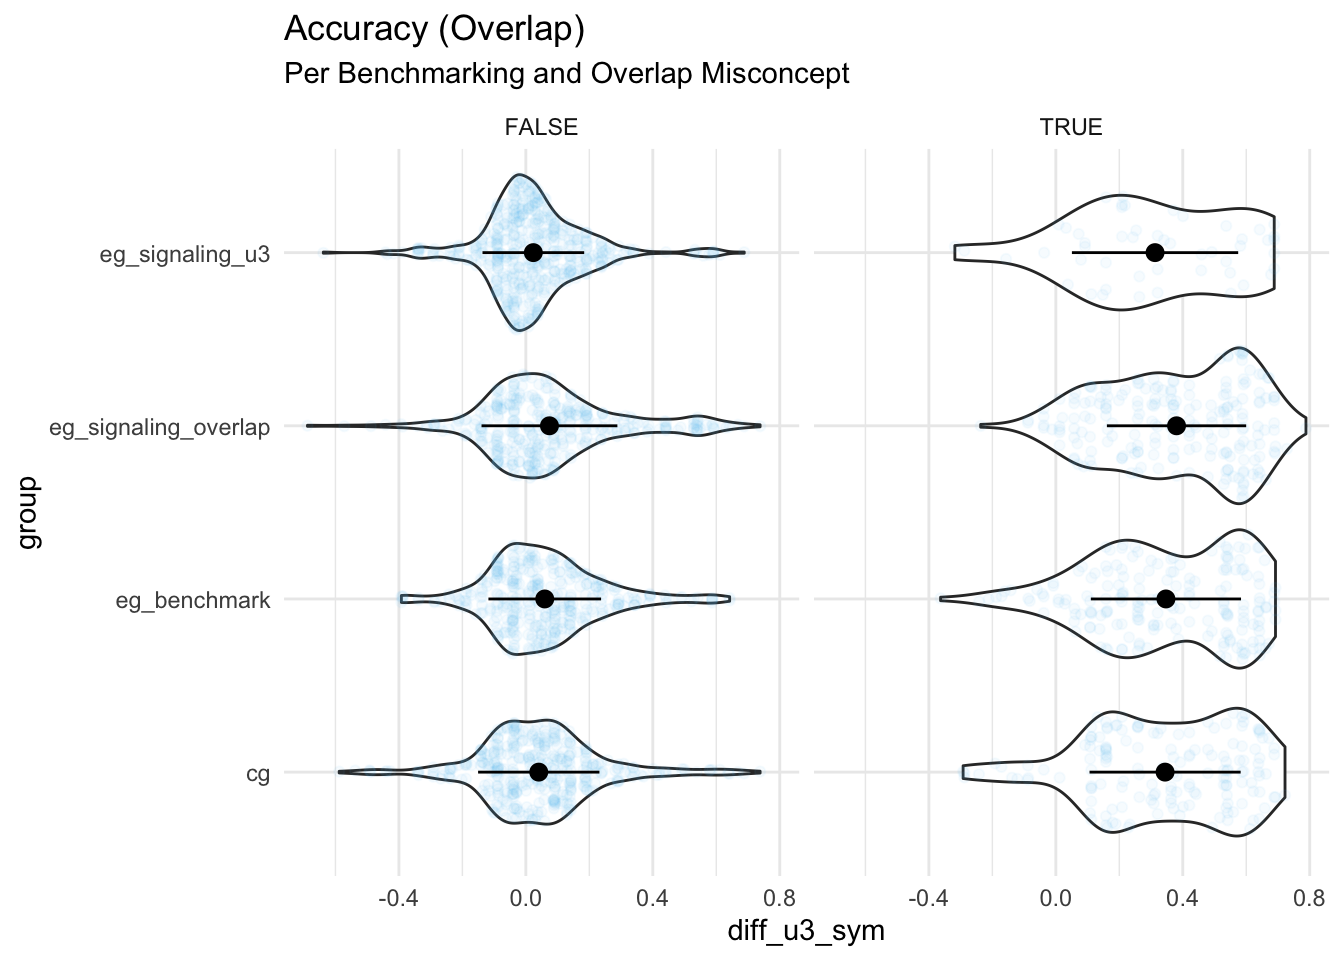 Accuracy (Overlap)
Per Benchmarking and Overlap Misconcept
FALSE
TRUE
group
eg_signaling_u3
eg_signaling_overlap
eg_benchmark
cg
-0.4 0.0 0.4 0.8
-0.4 0.0 0.4 0.8
diff_u3_sym